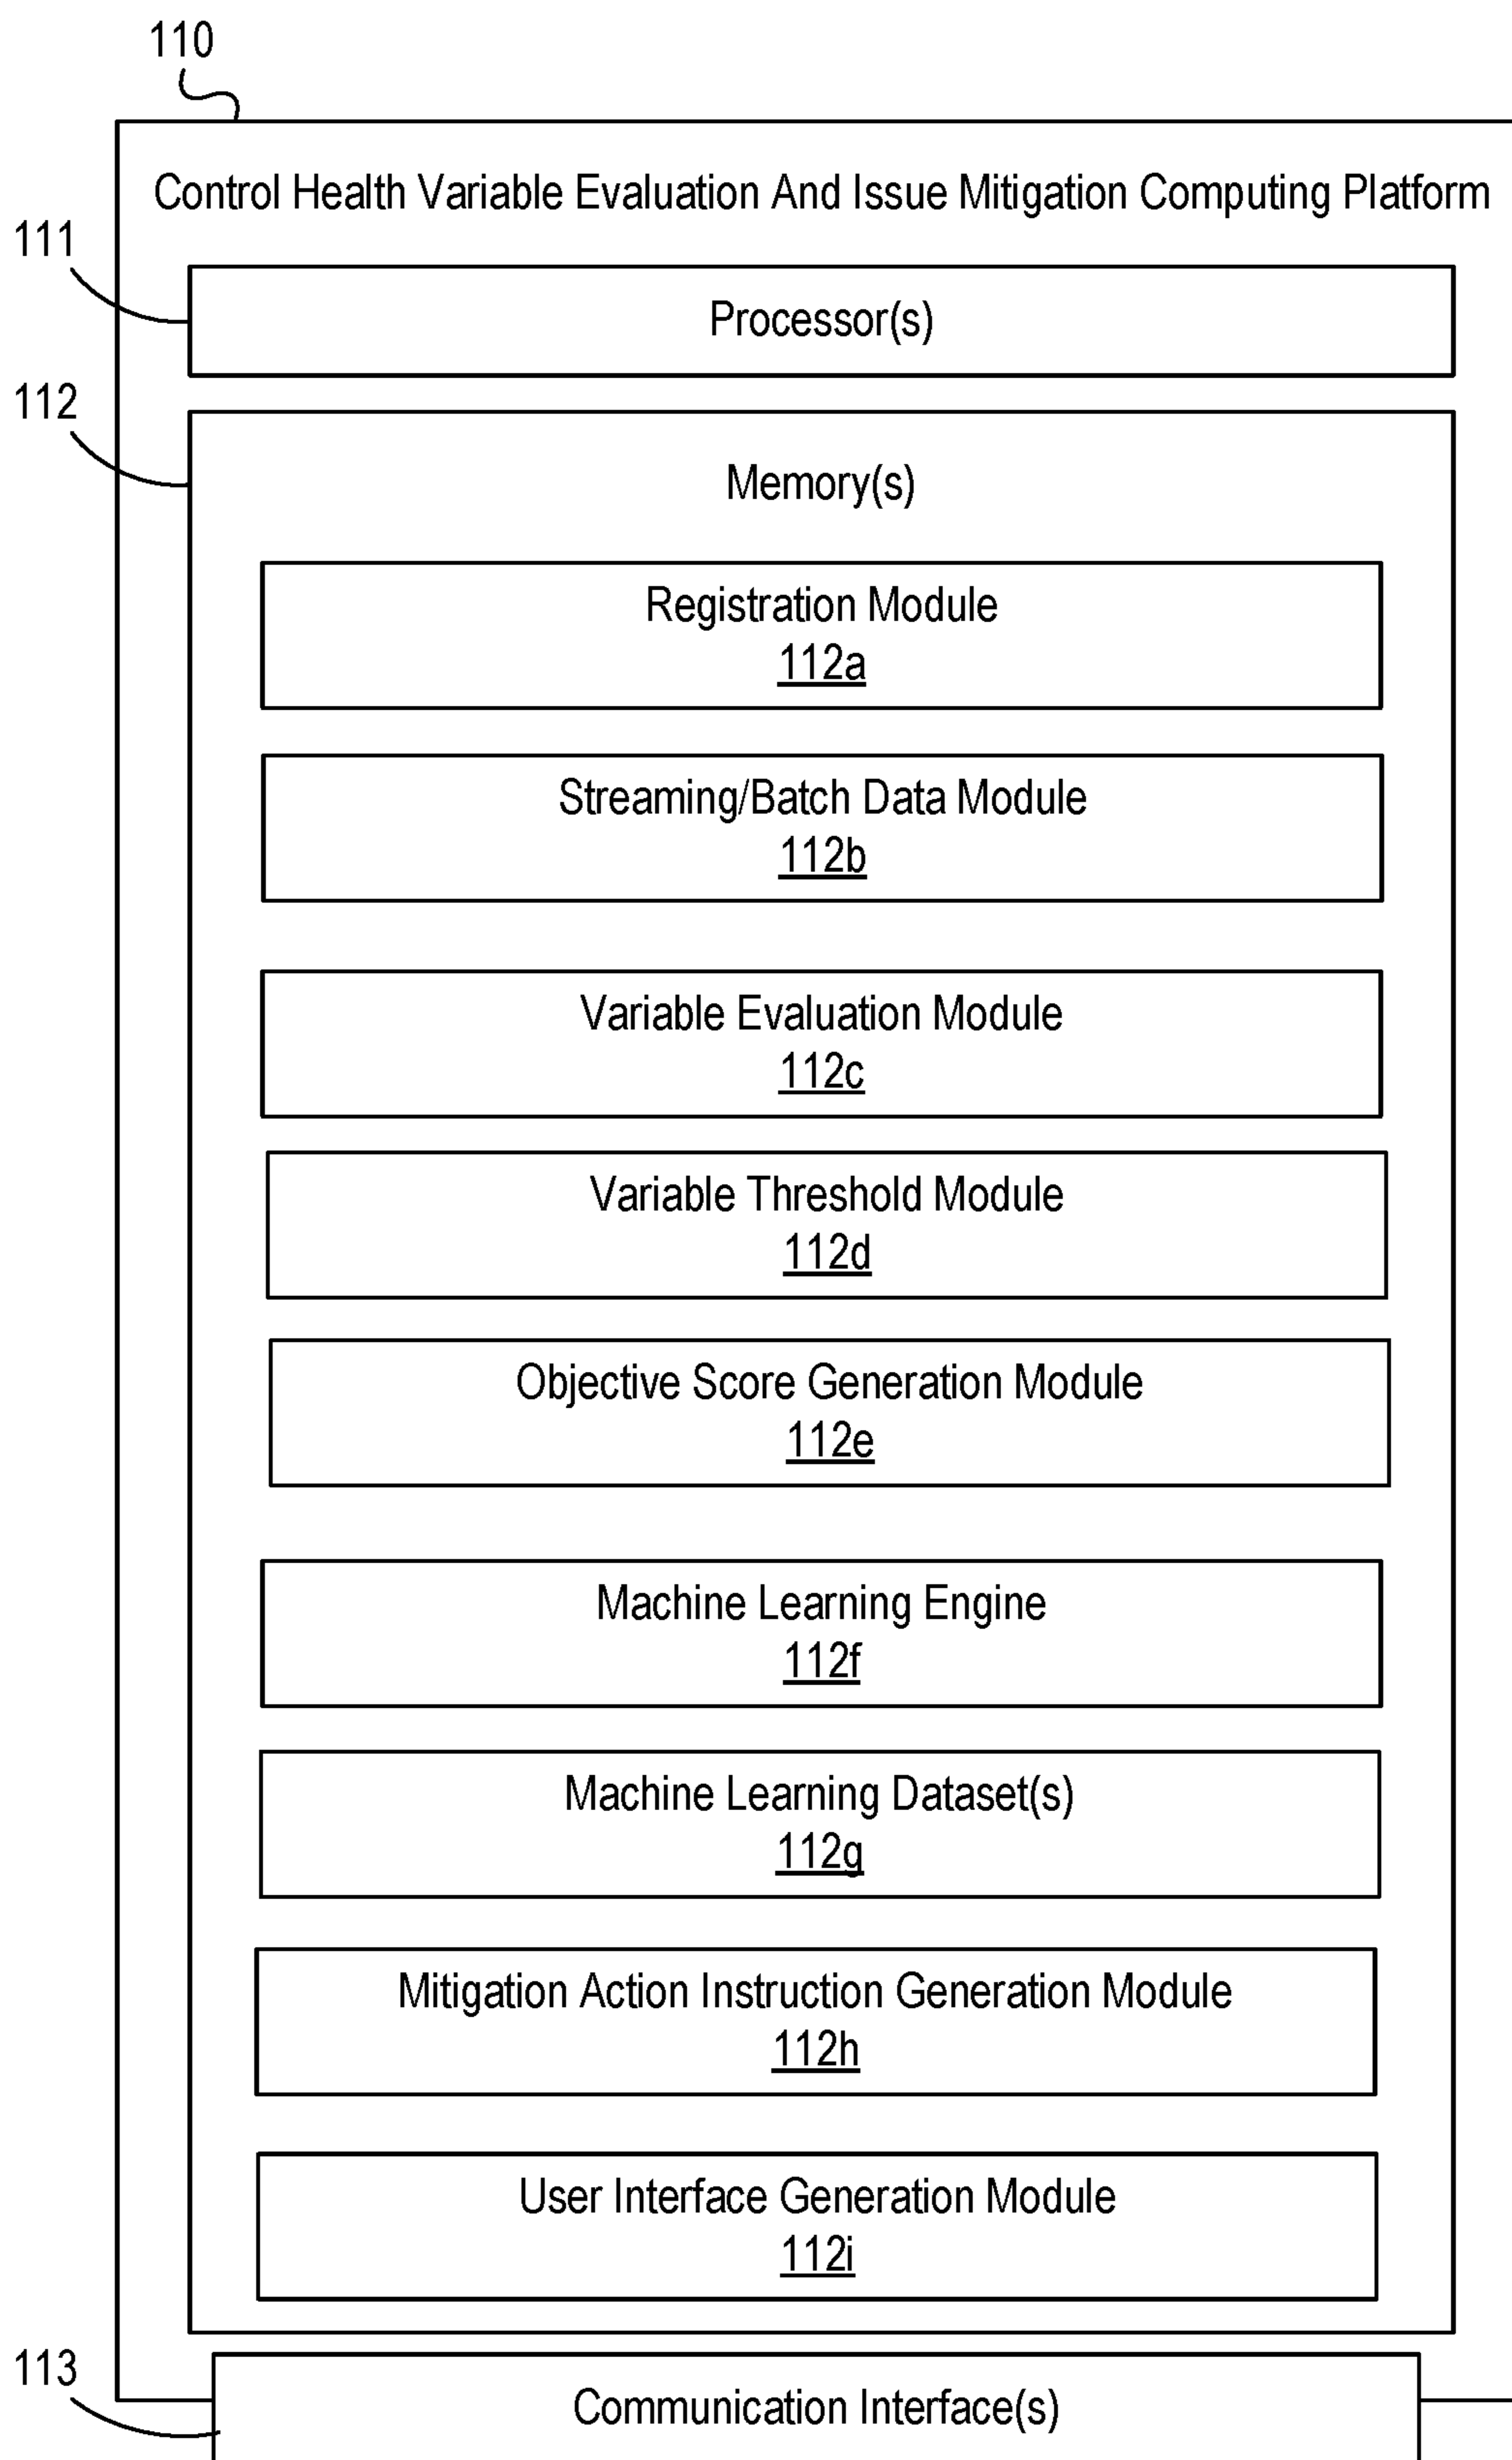 110
Control Health Variable Evaluation And Issue Mitigation Computing Platform
111
Processor(s)
112
Memory(s)
Registration Module
112a
Streaming/Batch Data Module
112b
Variable Evaluation Module
112c
Variable Threshold Module
112d
Objective Score Generation Module
112e
Machine Learning Engine
112f
Machine Learning Dataset(s)
112g
Mitigation Action Instruction Generation Module
112h
User Interface Generation Module
112i
113
Communication Interface(s)